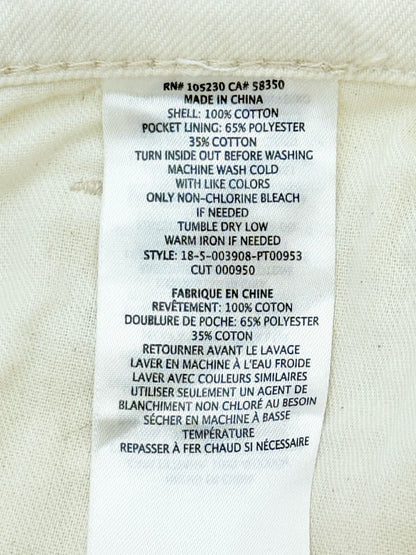 RN# 105230 CA# 58350
MADE IN CHINA
SHELL: 100% COTTON
POCKET LINING: 65% POLYESTER
35% COTTON
TURN INSIDE OUT BEFORE WASHING
MACHINE WASH COLD
WITH LIKE COLORS
ONLY NON-CHLORINE BLEACH
IF NEEDED
TUMBLE DRY LOW
WARM IRON IF NEEDED
STYLE: 18-5-003908-PT00953
CUT 000950
FABRIQUE EN CHINE
REVÊTEMENT: 100% COTON
DOUBLURE DE POCHE: 65% POLYESTER
35% COTON
RETOURNER AVANT LE LAVAGE
LAVER EN MACHINE À L'EAU FROIDE
LAVER AVEC COULEURS SIMILAIRES
UTILISER SEULEMENT UN AGENT DE
BLANCHIMENT NON CHLORÉ AU BESOIN
SÉCHER EN MACHINE À BASSE
TEMPÉRATURE
REPASSER À FER CHAUD SI NÉCESSAIRE